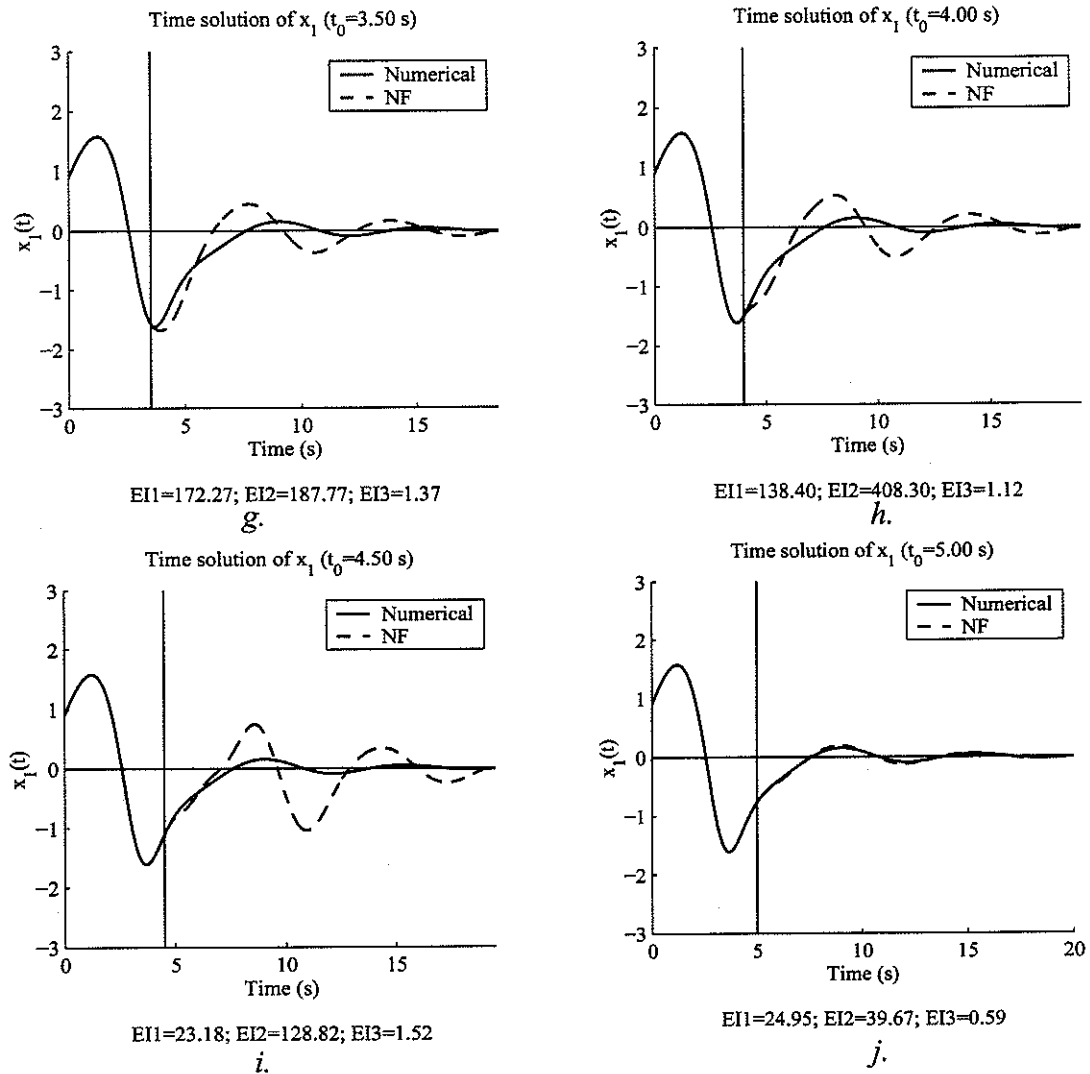 Time solution of x1 (t0=3.50 s)
3
2
1
0
−1
−2
−3
x1(t)
Numerical
NF
0
5
10
15
Time (s)
EI1=172.27; EI2=187.77; EI3=1.37
g.
Time solution of x1 (t0=4.00 s)
3
2
1
0
−1
−2
−3
x1(t)
Numerical
NF
0
5
10
15
Time (s)
EI1=138.40; EI2=408.30; EI3=1.12
h.
Time solution of x1 (t0=4.50 s)
3
2
1
0
−1
−2
−3
x1(t)
Numerical
NF
0
5
10
15
Time (s)
EI1=23.18; EI2=128.82; EI3=1.52
i.
Time solution of x1 (t0=5.00 s)
3
2
1
0
−1
−2
−3
x1(t)
Numerical
NF
0
5
10
15
20
Time (s)
EI1=24.95; EI2=39.67; EI3=0.59
j.